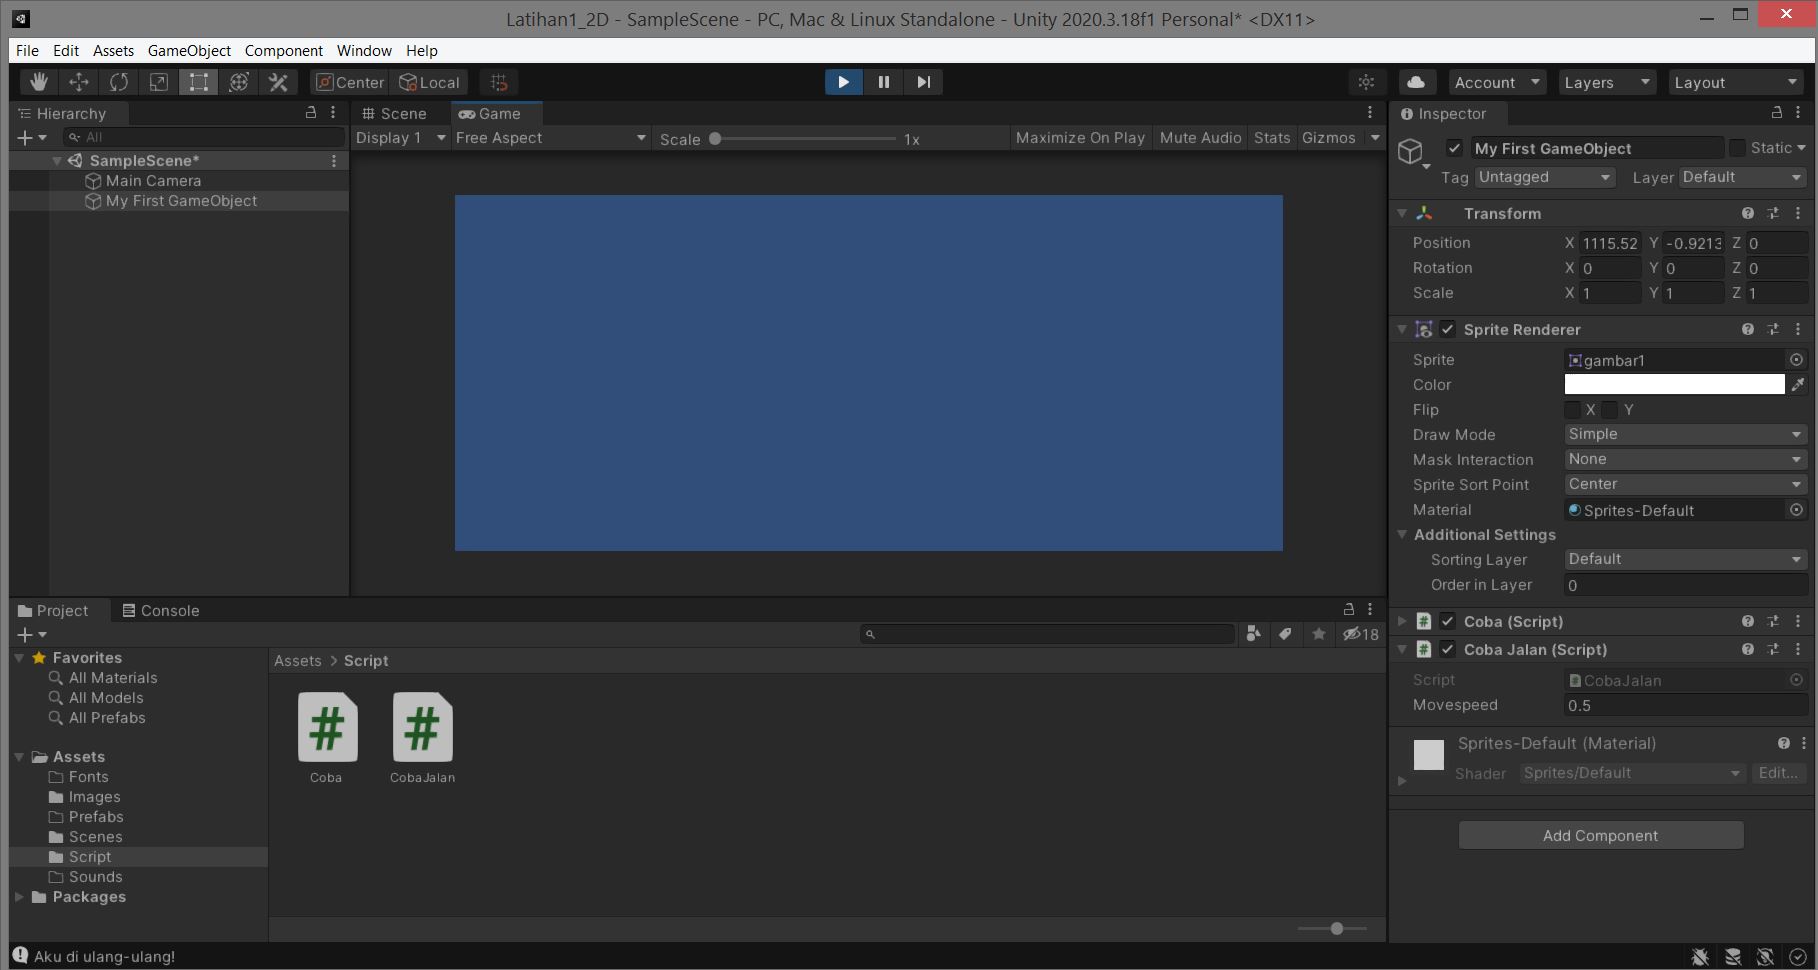 Latihan1_2D - SampleScene - PC, Mac & Linux Standalone - Unity 2020.3.18f1 Personal* <DX11>
File Edit Assets GameObject Component Window Help
Center Local Account Layers Layout
Hierarchy
All
SampleScene*
Main Camera
My First GameObject
Scene Game
Display 1 Free Aspect Scale 1x Maximize On Play Mute Audio Stats Gizmos
Inspector
My First GameObject Static
Tag Untagged Layer Default
Transform
Position X 1115.52 Y -0.9213 Z 0
Rotation X 0 Y 0 Z 0
Scale X 1 Y 1 Z 1
Sprite Renderer
Sprite gambar1
Color
Flip X Y
Draw Mode Simple
Mask Interaction None
Sprite Sort Point Center
Material Sprites-Default
Additional Settings
Sorting Layer Default
Order in Layer 0
# Coba (Script)
# Coba Jalan (Script)
Script # CobaJalan
Movespeed 0.5
Sprites-Default (Material)
Shader Sprites/Default Edit...
Add Component
Project Console
18
Favorites
All Materials
All Models
All Prefabs
Assets
Fonts
Images
Prefabs
Scenes
Script
Sounds
Packages
Assets > Script
# #
Coba CobaJalan
Aku di ulang-ulang!